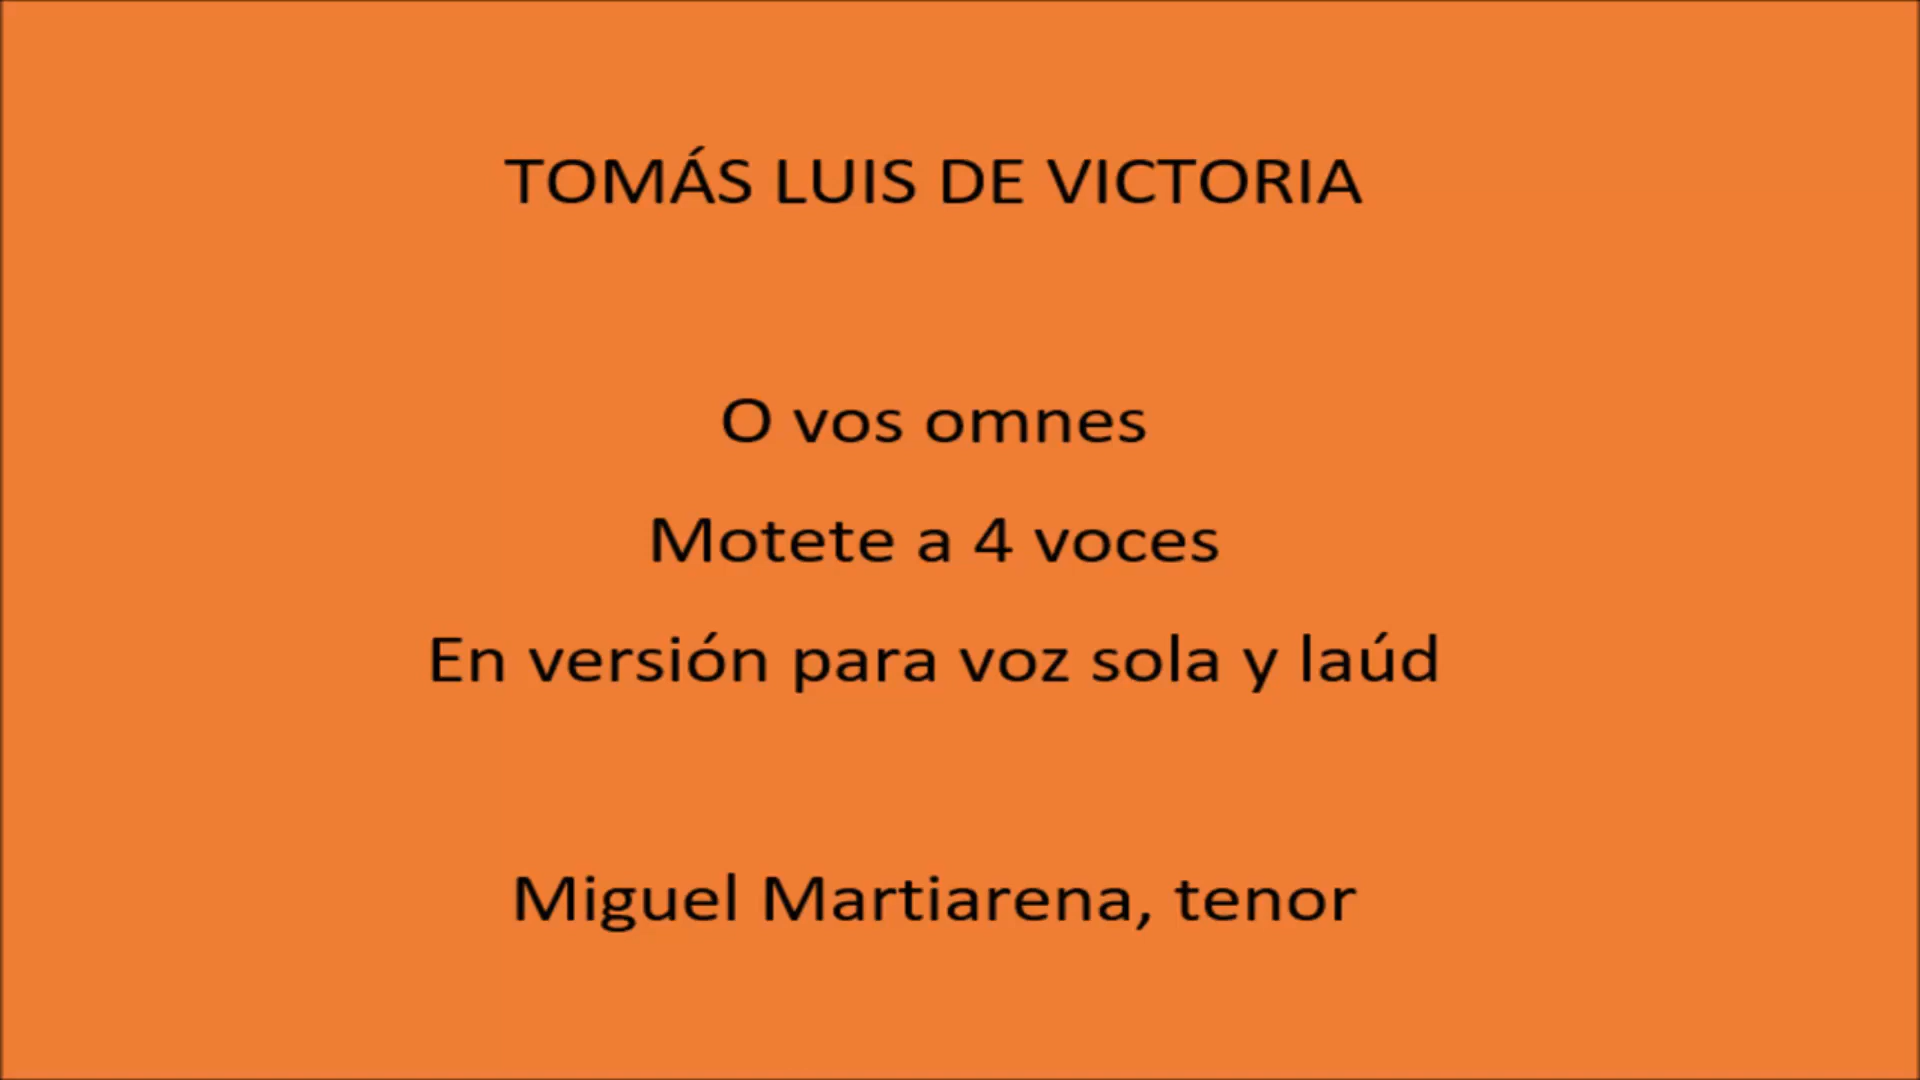 TOMÁS LUIS DE VICTORIA
O vos omnes
Motete a 4 voces
En versión para voz sola y laúd
Miguel Martiarena, tenor